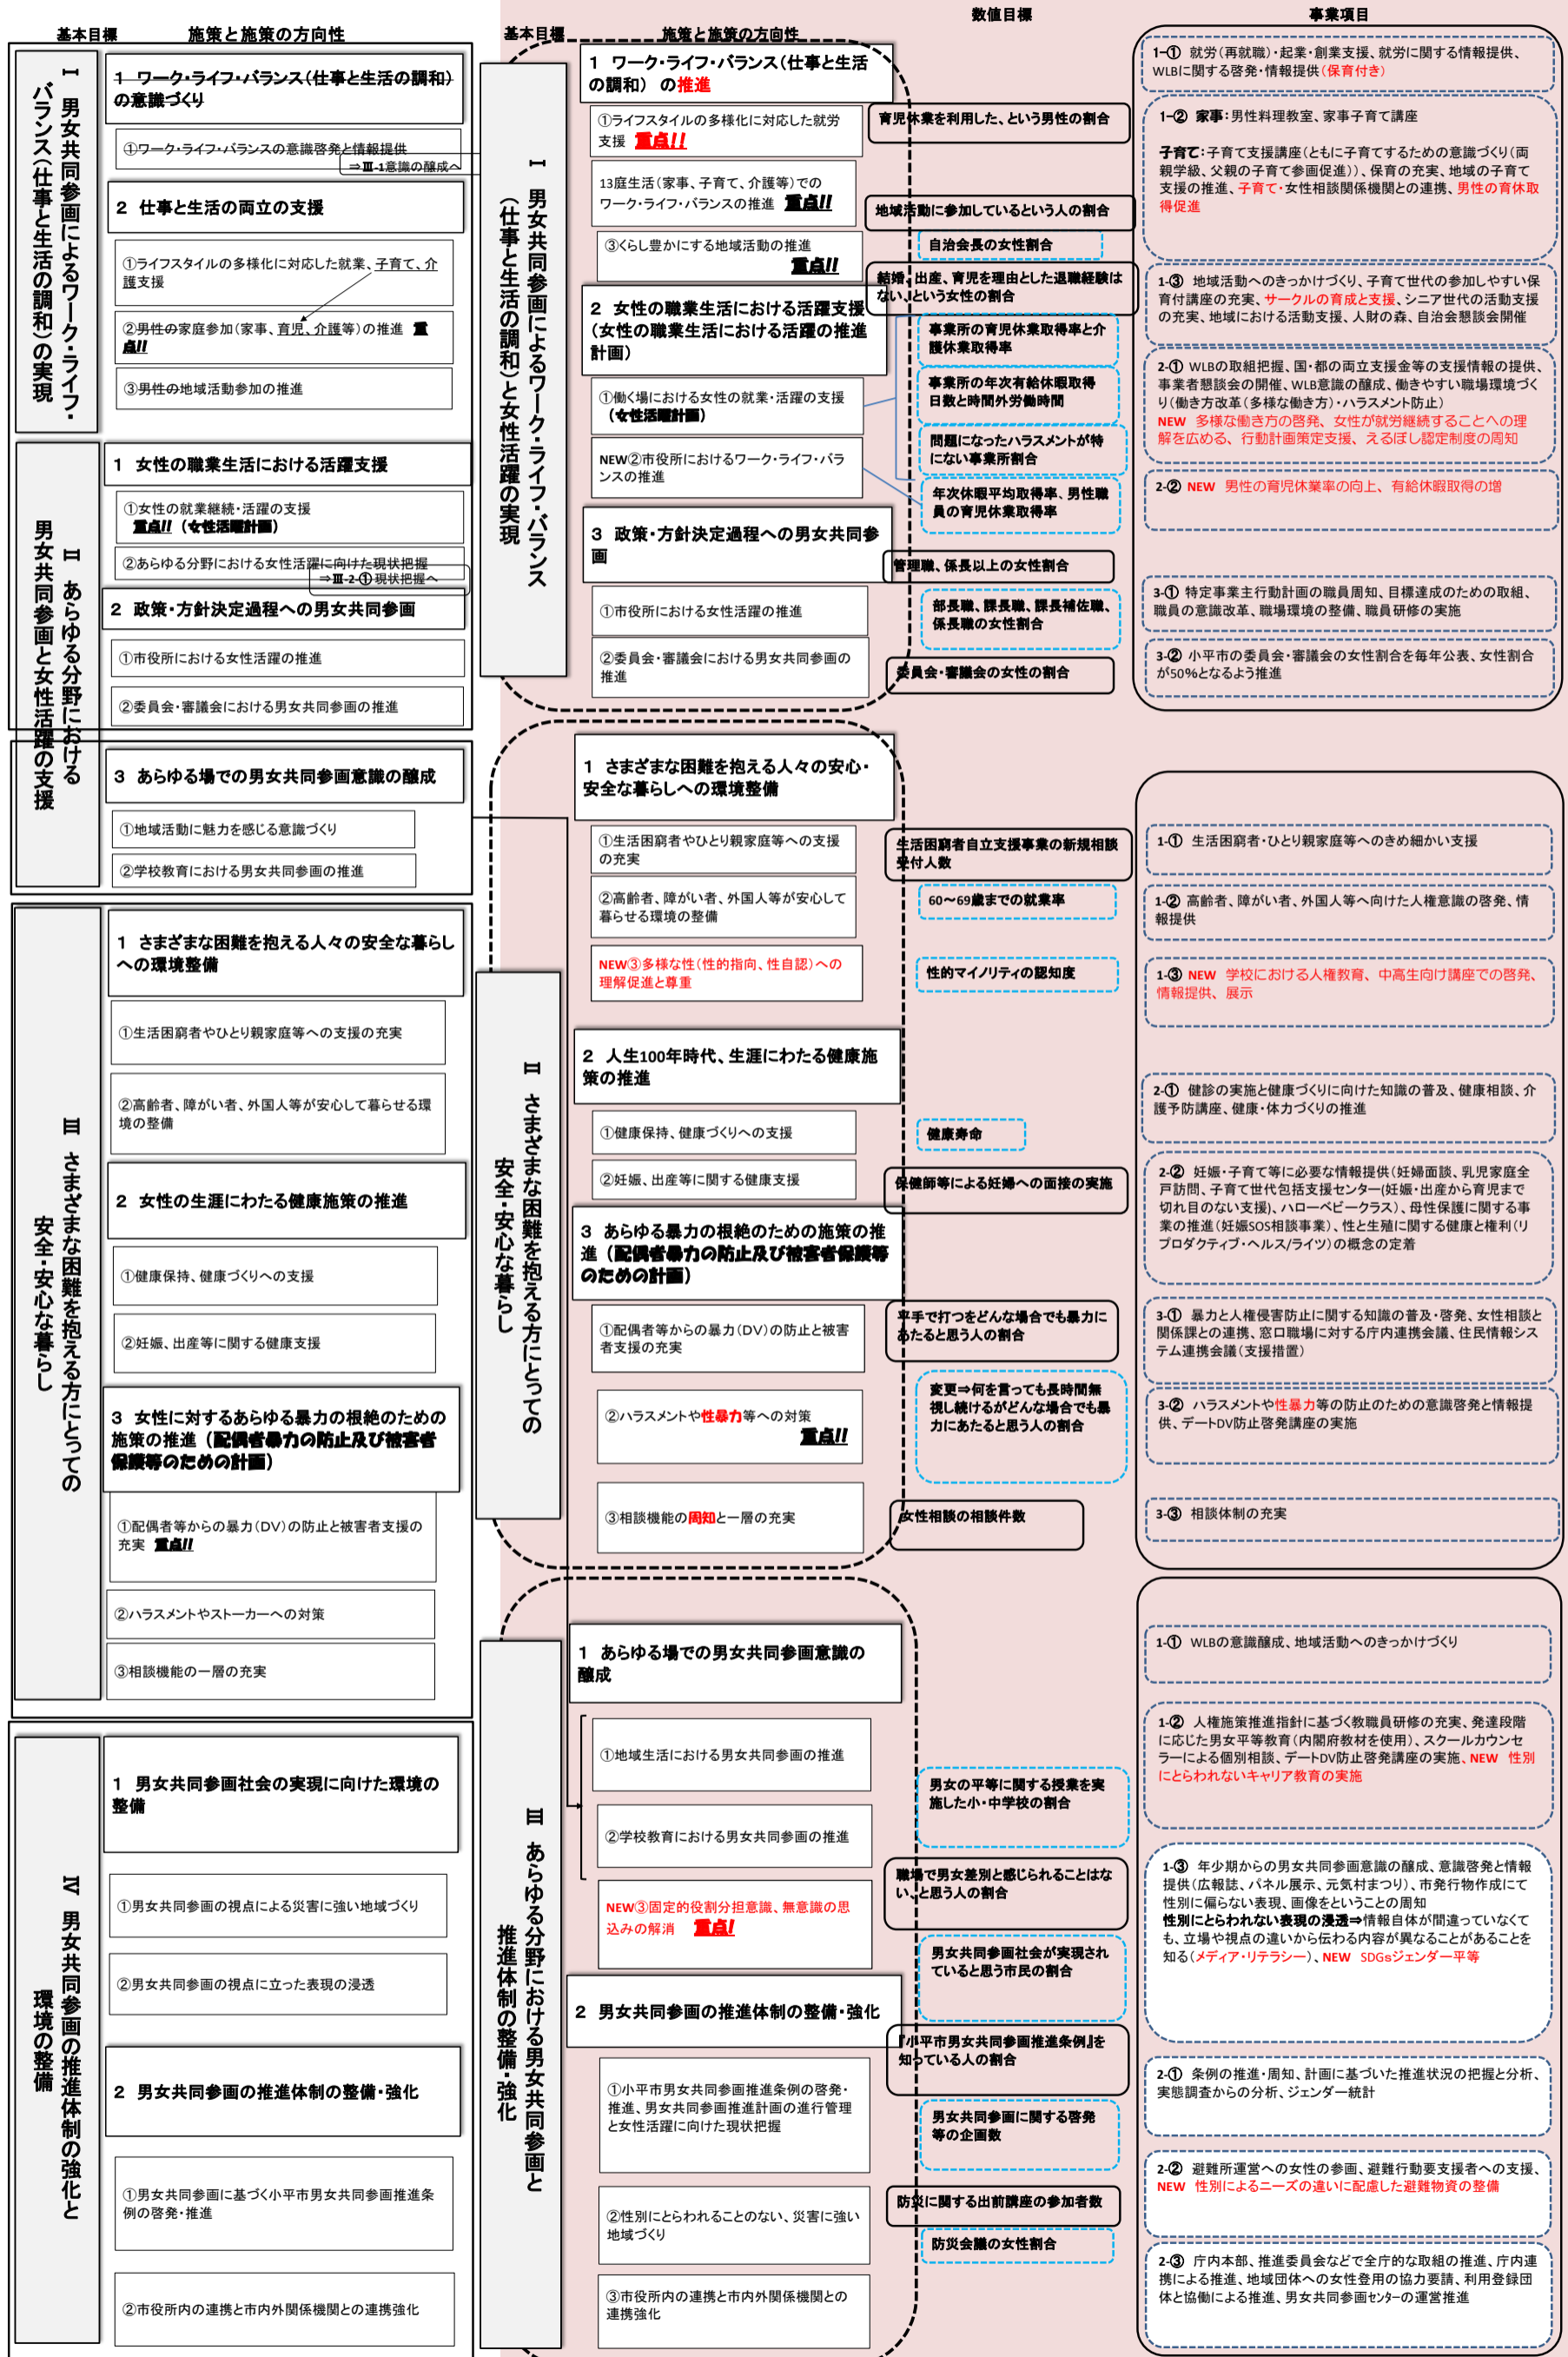 基本目標
施策と施策の方向性
Ⅰ 男女共同参画によるワーク・ライフ・
バランス(仕事と生活の調和)の実現
1 ワーク・ライフ・バランス(仕事と生活の調和)
の意識づくり
①ワーク・ライフ・バランスの意識啓発と情報提供
⇒Ⅲ-1意識の醸成へ
2 仕事と生活の両立の支援
①ライフスタイルの多様化に対応した就業、子育て、介
護支援
②男性の家庭参加(家事、育児、介護等)の推進 重
点!!
③男性の地域活動参加の推進
Ⅱ あらゆる分野における
男女共同参画と女性活躍の支援
1 女性の職業生活における活躍支援
①女性の就業継続・活躍の支援
重点!!(女性活躍計画)
②あらゆる分野における女性活躍に向けた現状把握
⇒Ⅲ-2-①現状把握へ
2 政策・方針決定過程への男女共同参画
①市役所における女性活躍の推進
②委員会・審議会における男女共同参画の推進
3 あらゆる場での男女共同参画意識の醸成
①地域活動に魅力を感じる意識づくり
②学校教育における男女共同参画の推進
Ⅲ さまざまな困難を抱える方にとっての
安全・安心な暮らし
1 さまざまな困難を抱える人々の安全な暮らし
への環境整備
①生活困窮者やひとり親家庭等への支援の充実
②高齢者、障がい者、外国人等が安心して暮らせる環
境の整備
2 女性の生涯にわたる健康施策の推進
①健康保持、健康づくりへの支援
②妊娠、出産等に関する健康支援
3 女性に対するあらゆる暴力の根絶のための
施策の推進(配偶者暴力の防止及び被害者
保護等のための計画)
①配偶者等からの暴力(DV)の防止と被害者支援の
充実 重点!!
②ハラスメントやストーカーへの対策
③相談機能の一層の充実
Ⅳ 男女共同参画の推進体制の強化と
環境の整備
1 男女共同参画社会の実現に向けた環境の
整備
①男女共同参画の視点による災害に強い地域づくり
②男女共同参画の視点に立った表現の浸透
2 男女共同参画の推進体制の整備・強化
①男女共同参画に基づく小平市男女共同参画推進条
例の啓発・推進
②市役所内の連携と市内外関係機関との連携強化
基本目標
施策と施策の方向性
数値目標
事業項目
Ⅰ 男女共同参画によるワーク・ライフ・バランス
(仕事と生活の調和)と女性活躍の実現
1 ワーク・ライフ・バランス(仕事と生活
の調和) の推進
①ライフスタイルの多様化に対応した就労
支援 重点!!
13庭生活(家事、子育て、介護等)での
ワーク・ライフ・バランスの推進 重点!!
③くらし豊かにする地域活動の推進
重点!!
2 女性の職業生活における活躍支援
(女性の職業生活における活躍の推進
計画)
①働く場における女性の就業・活躍の支援
(女性活躍計画)
NEW②市役所におけるワーク・ライフ・バラ
ンスの推進
3 政策・方針決定過程への男女共同参
画
①市役所における女性活躍の推進
②委員会・審議会における男女共同参画の
推進
育児休業を利用した、という男性の割合
地域活動に参加しているという人の割合
自治会長の女性割合
結婚、出産、育児を理由とした退職経験は
ない、という女性の割合
事業所の育児休業取得率と介
護休業取得率
事業所の年次有給休暇取得
日数と時間外労働時間
問題になったハラスメントが特
にない事業所割合
年次休暇平均取得率、男性職
員の育児休業取得率
管理職、係長以上の女性割合
部長職、課長職、課長補佐職、
係長職の女性割合
委員会・審議会の女性の割合
1-① 就労(再就職)・起業・創業支援、就労に関する情報提供、
WLBに関する啓発・情報提供(保育付き)
1-② 家事:男性料理教室、家事子育て講座
子育て:子育て支援講座(ともに子育てするための意識づくり(両
親学級、父親の子育て参画促進))、保育の充実、地域の子育て
支援の推進、子育て・女性相談関係機関との連携、男性の育休取
得促進
1-③ 地域活動へのきっかけづくり、子育て世代の参加しやすい保
育付講座の充実、サークルの育成と支援、シニア世代の活動支援
の充実、地域における活動支援、人財の森、自治会懇談会開催
2-① WLBの取組把握、国・都の両立支援金等の支援情報の提供、
事業者懇談会の開催、WLB意識の醸成、働きやすい職場環境づく
り(働き方改革(多様な働き方)・ハラスメント防止)
NEW 多様な働き方の啓発、女性が就労継続することへの理
解を広める、行動計画策定支援、えるぼし認定制度の周知
2-② NEW 男性の育児休業率の向上、有給休暇取得の増
3-① 特定事業主行動計画の職員周知、目標達成のための取組、
職員の意識改革、職場環境の整備、職員研修の実施
3-② 小平市の委員会・審議会の女性割合を毎年公表、女性割合
が50%となるよう推進
Ⅱ さまざまな困難を抱える方にとっての
安全・安心な暮らし
1 さまざまな困難を抱える人々の安心・
安全な暮らしへの環境整備
①生活困窮者やひとり親家庭等への支援
の充実
②高齢者、障がい者、外国人等が安心して
暮らせる環境の整備
NEW③多様な性(性的指向、性自認)への
理解促進と尊重
2 人生100年時代、生涯にわたる健康施
策の推進
①健康保持、健康づくりへの支援
②妊娠、出産等に関する健康支援
3 あらゆる暴力の根絶のための施策の推
進(配偶者暴力の防止及び被害者保護等
のための計画)
①配偶者等からの暴力(DV)の防止と被害
者支援の充実
②ハラスメントや性暴力等への対策
重点!!
③相談機能の周知と一層の充実
生活困窮者自立支援事業の新規相談
受付人数
60〜69歳までの就業率
性的マイノリティの認知度
健康寿命
保健師等による妊婦への面接の実施
平手で打つをどんな場合でも暴力に
あたると思う人の割合
変更⇒何を言っても長時間無
視し続けるがどんな場合でも暴
力にあたると思う人の割合
女性相談の相談件数
1-① 生活困窮者・ひとり親家庭等へのきめ細かい支援
1-② 高齢者、障がい者、外国人等へ向けた人権意識の啓発、情
報提供
1-③ NEW 学校における人権教育、中高生向け講座での啓発、
情報提供、展示
2-① 健診の実施と健康づくりに向けた知識の普及、健康相談、介
護予防講座、健康・体力づくりの推進
2-② 妊娠・子育て等に必要な情報提供(妊婦面談、乳児家庭全
戸訪問、子育て世代包括支援センター(妊娠・出産から育児まで
切れ目のない支援)、ハローベビークラス)、母性保護に関する事
業の推進(妊娠SOS相談事業)、性と生殖に関する健康と権利(リ
プロダクティブ・ヘルス/ライツ)の概念の定着
3-① 暴力と人権侵害防止に関する知識の普及・啓発、女性相談と
関係課との連携、窓口職場に対する庁内連携会議、住民情報シス
テム連携会議(支援措置)
3-② ハラスメントや性暴力等の防止のための意識啓発と情報提
供、デートDV防止啓発講座の実施
3-③ 相談体制の充実
Ⅲ あらゆる分野における男女共同参画と
推進体制の整備・強化
1 あらゆる場での男女共同参画意識の
醸成
①地域生活における男女共同参画の推進
②学校教育における男女共同参画の推進
NEW③固定的役割分担意識、無意識の思
込みの解消 重点!
2 男女共同参画の推進体制の整備・強化
①小平市男女共同参画推進条例の啓発・
推進、男女共同参画推進計画の進行管理
と女性活躍に向けた現状把握
②性別にとらわれることのない、災害に強い
地域づくり
③市役所内の連携と市内外関係機関との
連携強化
男女の平等に関する授業を実
施した小・中学校の割合
職場で男女差別と感じられることはな
い、と思う人の割合
男女共同参画社会が実現され
ていると思う市民の割合
『小平市男女共同参画推進条例』を
知っている人の割合
男女共同参画に関する啓発
等の企画数
防災に関する出前講座の参加者数
防災会議の女性割合
1-① WLBの意識醸成、地域活動へのきっかけづくり
1-② 人権施策推進指針に基づく教職員研修の充実、発達段階
に応じた男女平等教育(内閣府教材を使用)、スクールカウンセ
ラーによる個別相談、デートDV防止啓発講座の実施、NEW 性別
にとらわれないキャリア教育の実施
1-③ 年少期からの男女共同参画意識の醸成、意識啓発と情報
提供(広報誌、パネル展示、元気村まつり)、市発行物作成にて
性別に偏らない表現、画像をということの周知
性別にとらわれない表現の浸透⇒情報自体が間違っていなくて
も、立場や視点の違いから伝わる内容が異なることがあることを
知る(メディア・リテラシー)、NEW SDGsジェンダー平等
2-① 条例の推進・周知、計画に基づいた推進状況の把握と分析、
実態調査からの分析、ジェンダー統計
2-② 避難所運営への女性の参画、避難行動要支援者への支援、
NEW 性別によるニーズの違いに配慮した避難物資の整備
2-③ 庁内本部、推進委員会などで全庁的な取組の推進、庁内連
携による推進、地域団体への女性登用の協力要請、利用登録団
体と協働による推進、男女共同参画センターの運営推進